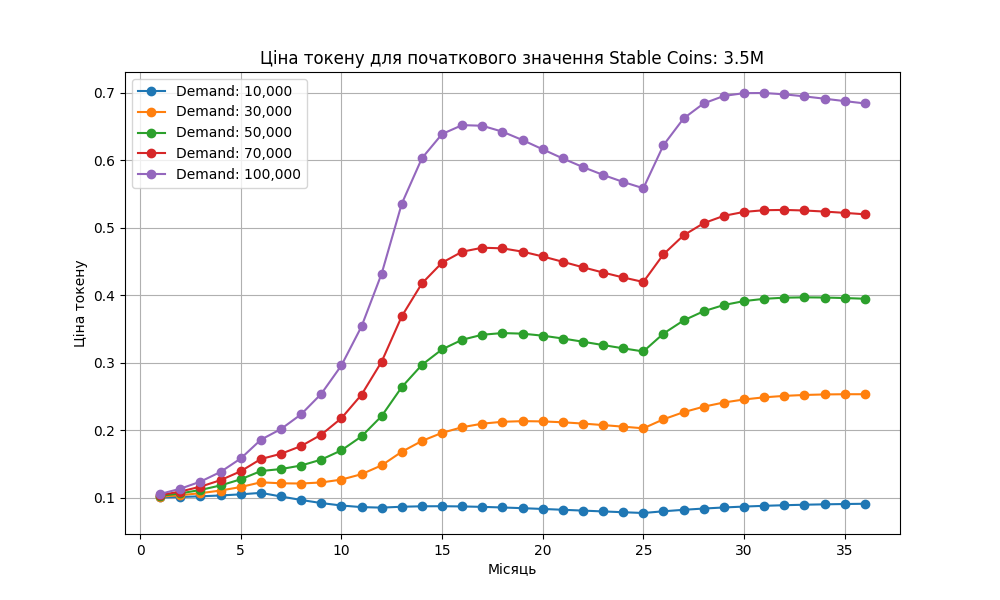 Ціна токену для початкового значення Stable Coins: 3.5M
0.7
0.6
0.5
0.4
0.3
0.2
0.1
Ціна токену
Demand: 10,000
Demand: 30,000
Demand: 50,000
Demand: 70,000
Demand: 100,000
0 5 10 15 20 25 30 35
Місяць